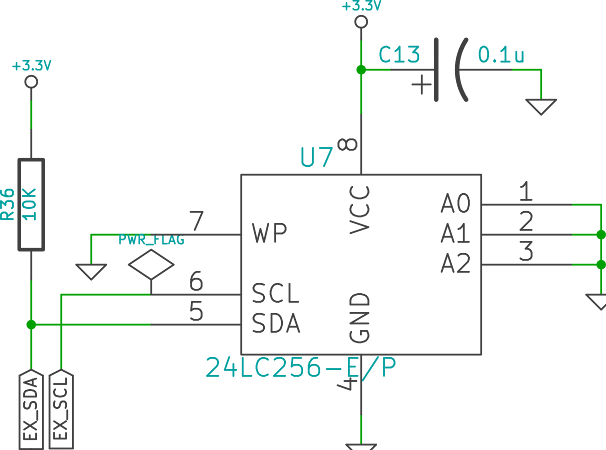 +3.3V
+3.3V
C13
0.1u
R36
10K
U7
8
VCC
7
WP
A0
1
PWR_FLAG
A1
2
6
SCL
A2
3
5
SDA
GND
24LC256-E/P
4
EX_SDA
EX_SCL